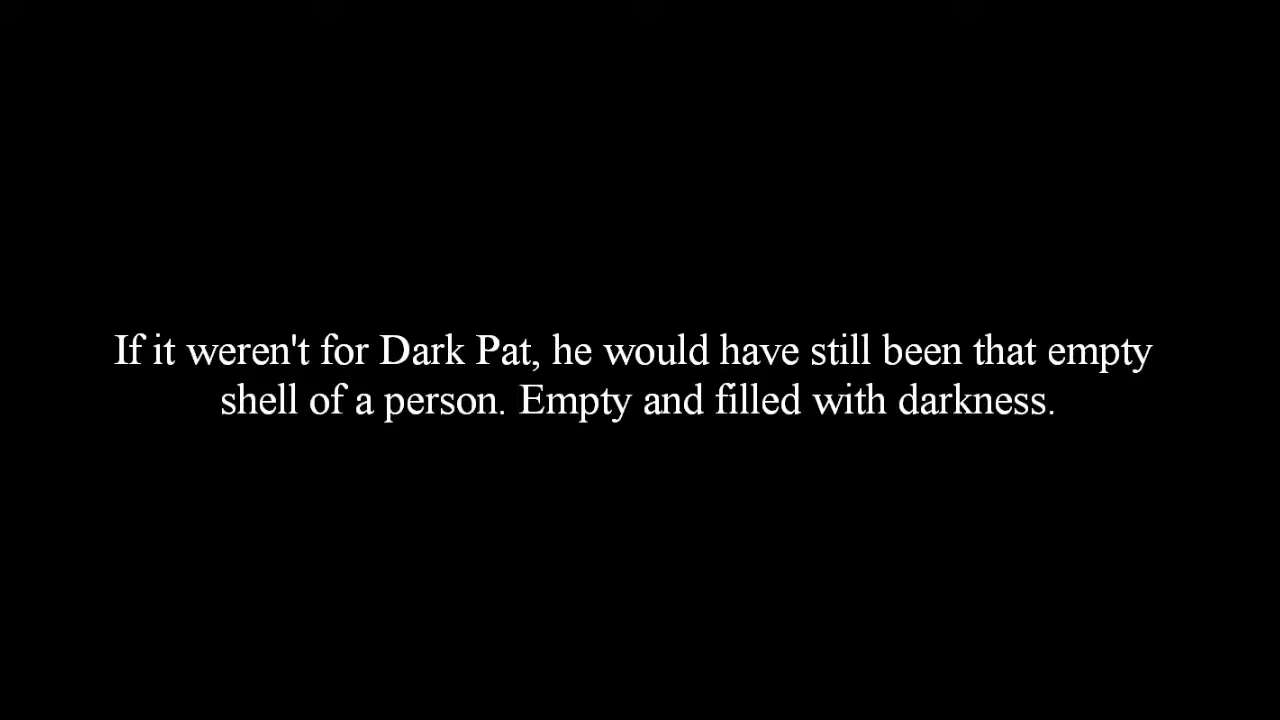 If it weren't for Dark Pat, he would have still been that empty
shell of a person. Empty and filled with darkness.